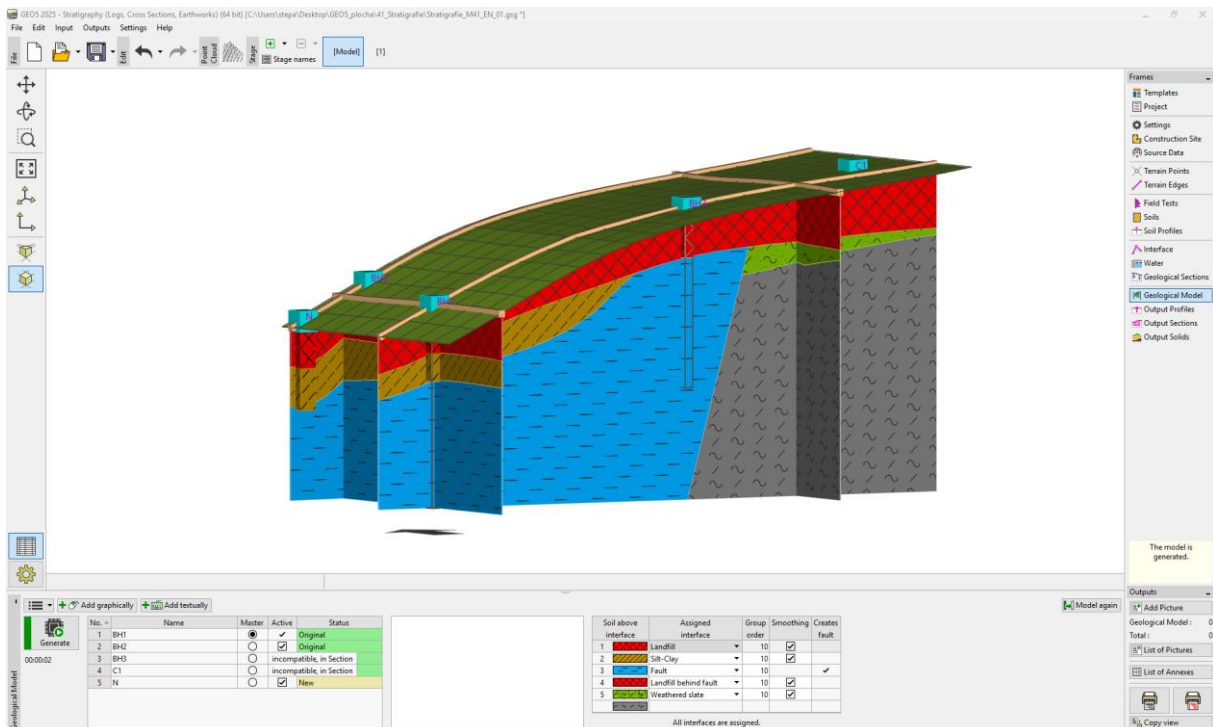 GEO5 2025 - Stratigraphy (Logs, Cross Sections, Earthworks) (64 bit) [C:\Users\stepa\Desktop\GEO5_plocha\41_Stratigrafie\Stratigrafie_M41_EN_01.gsg *]
File Edit Input Outputs Settings Help
File
Edit
Point Cloud
Stage
Stage names
[Model] [1]
Frames
Templates
Project
Settings
Construction Site
Source Data
Terrain Points
Terrain Edges
Field Tests
Soils
Soil Profiles
Interface
Water
Geological Sections
Geological Model
Output Profiles
Output Sections
Output Solids
C1
N
The model is
generated.
Add graphically Add textually
Model again
Generate
00:00:02
No. Name Master Active Status
1 BH1 Original
2 BH2 Original
3 BH3 incompatible, in Section
4 C1 incompatible, in Section
5 N New
Soil above interface Assigned interface Group order Smoothing Creates fault
1 Landfill 10
2 Silt-Clay 10
3 Fault 10
4 Landfill behind fault 10
5 Weathered slate 10
All interfaces are assigned.
Outputs
Add Picture
Geological Model : 0
Total : 0
List of Pictures
List of Annexes
Copy view